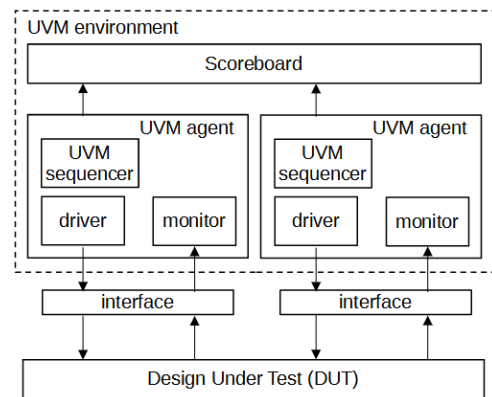 UVM environment
Scoreboard
UVM agent
UVM
sequencer
driver
monitor
UVM agent
UVM
sequencer
driver
monitor
interface
interface
Design Under Test (DUT)